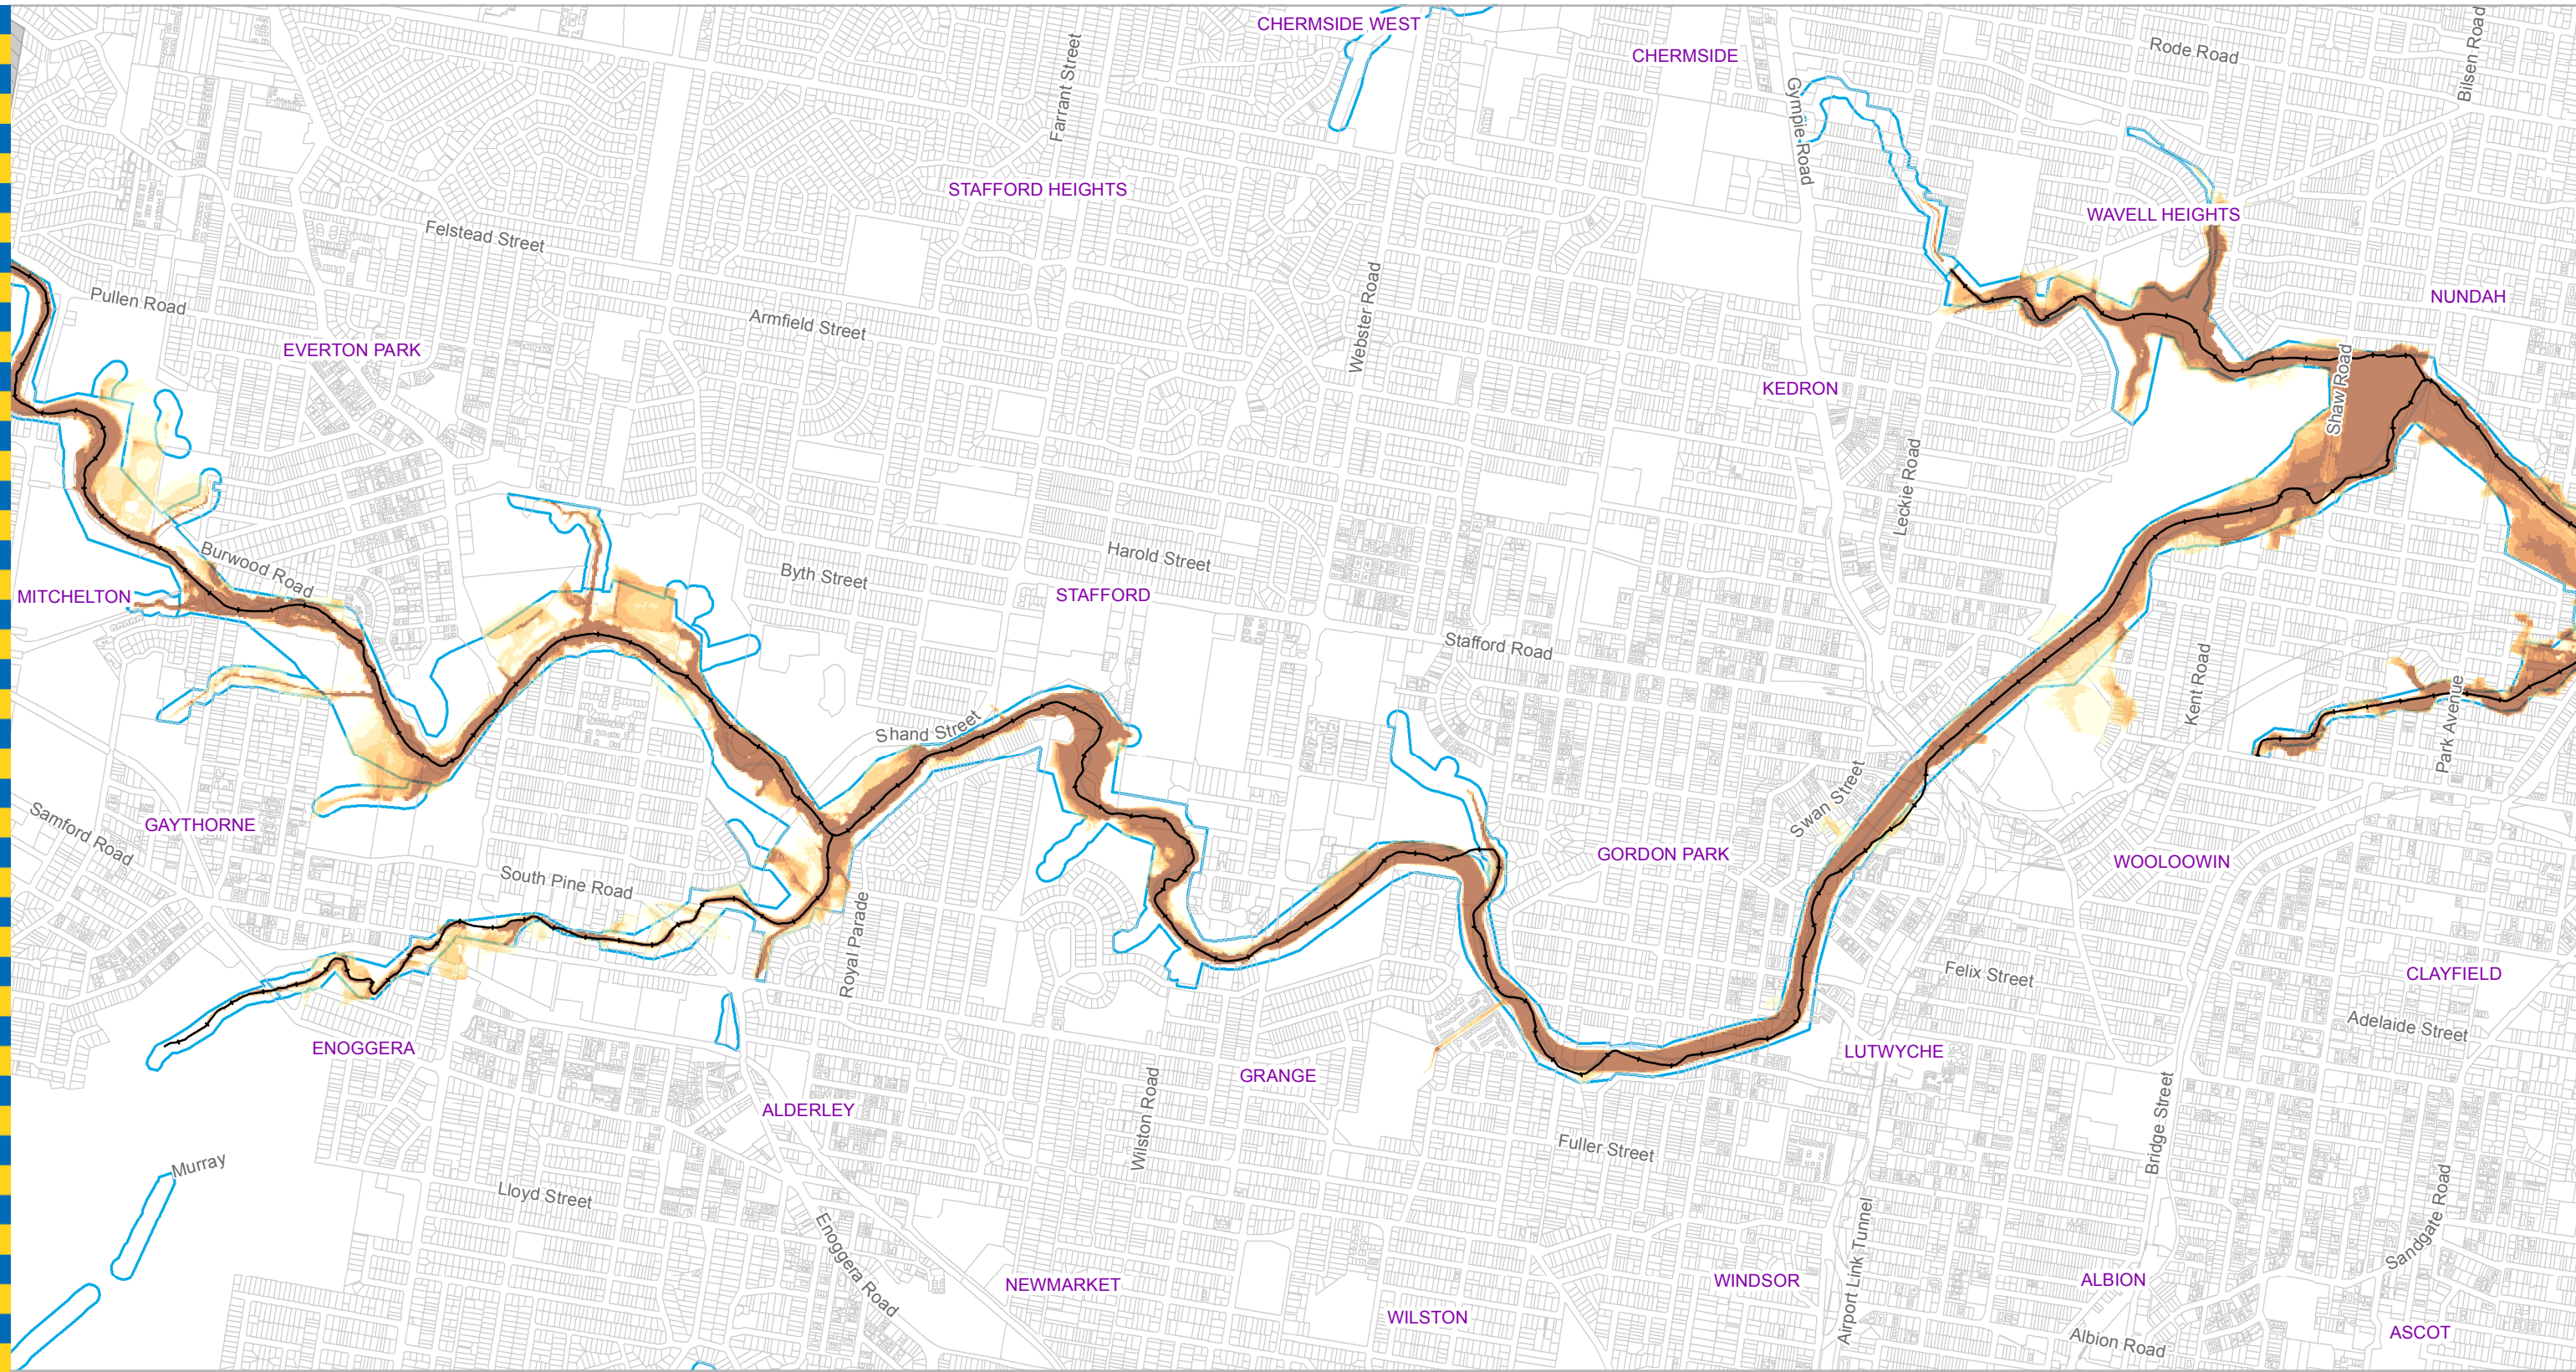 CHERMSIDE WEST
CHERMSIDE
Rode Road
Bilsen Road
Farrant Street
Gympie Road
STAFFORD HEIGHTS
WAVELL HEIGHTS
Felstead Street
Pullen Road
NUNDAH
Webster Road
Armfield Street
EVERTON PARK
KEDRON
Shaw Road
Leckie Road
Burwood Road
Harold Street
Byth Street
MITCHELTON
STAFFORD
Stafford Road
Kent Road
Park Avenue
Shand Street
Swan Street
Samford Road
GAYTHORNE
GORDON PARK
WOOLOOWIN
South Pine Road
Royal Parade
Felix Street
CLAYFIELD
Adelaide Street
ENOGGERA
LUTWYCHE
GRANGE
ALDERLEY
Wilston Road
Bridge Street
Fuller Street
Murray
Lloyd Street
Sandgate Road
Enoggera Road
Airport Link Tunnel
NEWMARKET
WINDSOR
ALBION
WILSTON
Albion Road
ASCOT